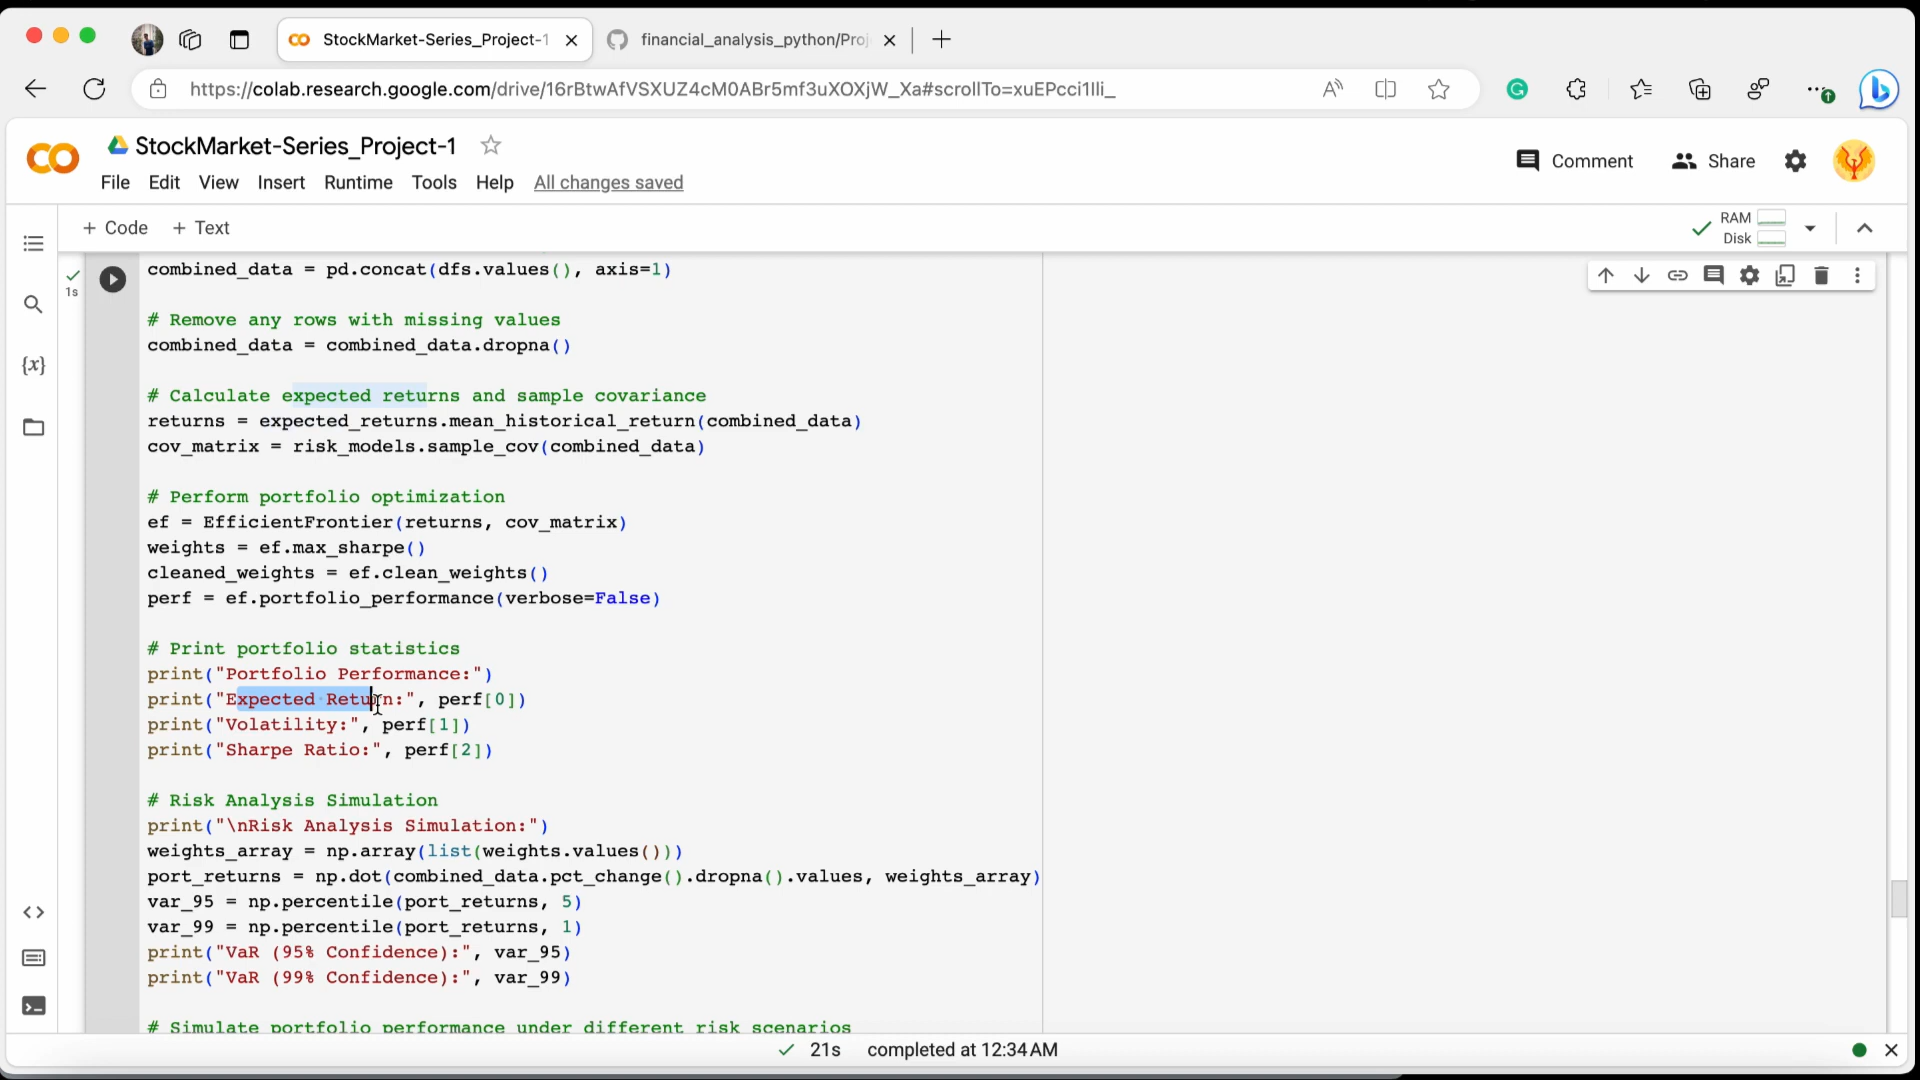 StockMarket-Series_Project-1
financial_analysis_python/Proj
https://colab.research.google.com/drive/16rBtwAfVSXUZ4cM0ABr5mf3uXOXjW_Xa#scrollTo=xuEPcci1Ili_
StockMarket-Series_Project-1
Comment
Share
File Edit View Insert Runtime Tools Help All changes saved
+ Code + Text
RAM
Disk
1s
combined_data = pd.concat(dfs.values(), axis=1)
# Remove any rows with missing values
combined_data = combined_data.dropna()
{x}
# Calculate expected returns and sample covariance
returns = expected_returns.mean_historical_return(combined_data)
cov_matrix = risk_models.sample_cov(combined_data)
# Perform portfolio optimization
ef = EfficientFrontier(returns, cov_matrix)
weights = ef.max_sharpe()
cleaned_weights = ef.clean_weights()
perf = ef.portfolio_performance(verbose=False)
# Print portfolio statistics
print("Portfolio Performance:")
print("Expected Return:", perf[0])
print("Volatility:", perf[1])
print("Sharpe Ratio:", perf[2])
# Risk Analysis Simulation
print("\nRisk Analysis Simulation:")
weights_array = np.array(list(weights.values()))
port_returns = np.dot(combined_data.pct_change().dropna().values, weights_array)
var_95 = np.percentile(port_returns, 5)
var_99 = np.percentile(port_returns, 1)
print("VaR (95% Confidence):", var_95)
print("VaR (99% Confidence):", var_99)
# Simulate portfolio performance under different risk scenarios
21s completed at 12:34 AM